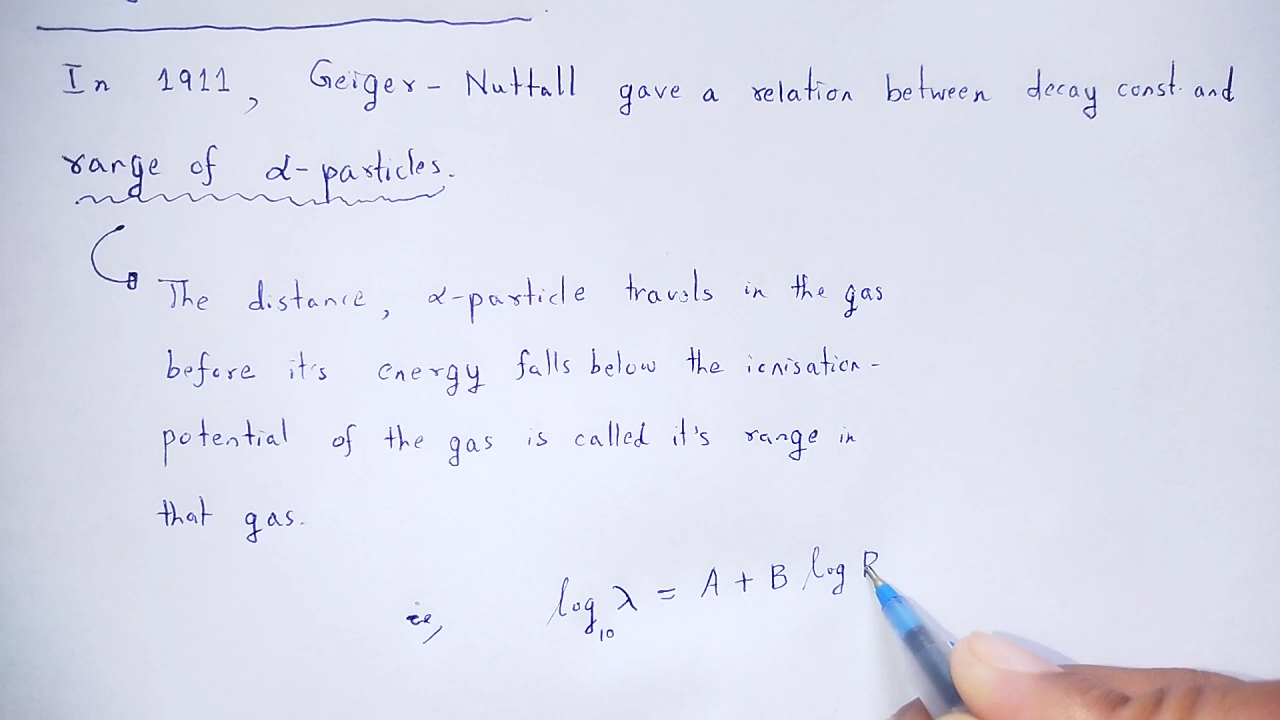 In 1911, Geiger-Nuttall gave a relation between decay const. and
range of α-particles.
The distance, α-particle travels in the gas
before it's energy falls below the ionisation-
potential of the gas is called it's range in
that gas.
ie, log₁₀ λ = A + B log R